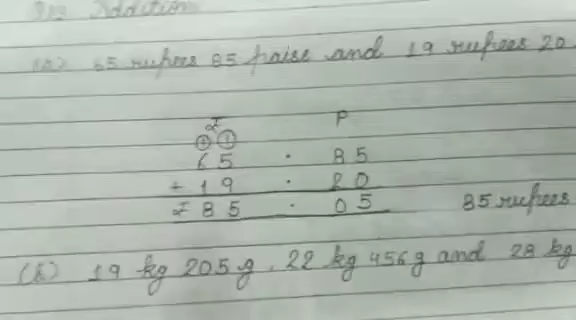 Addition
(a) 65 rupees 85 paise and 19 rupees 20
₹ P
① ①
65 . 85
+ 19 . 20
₹ 85 . 05 85 rupees
(b) 19 kg 205 g, 22 kg 456 g and 28 kg